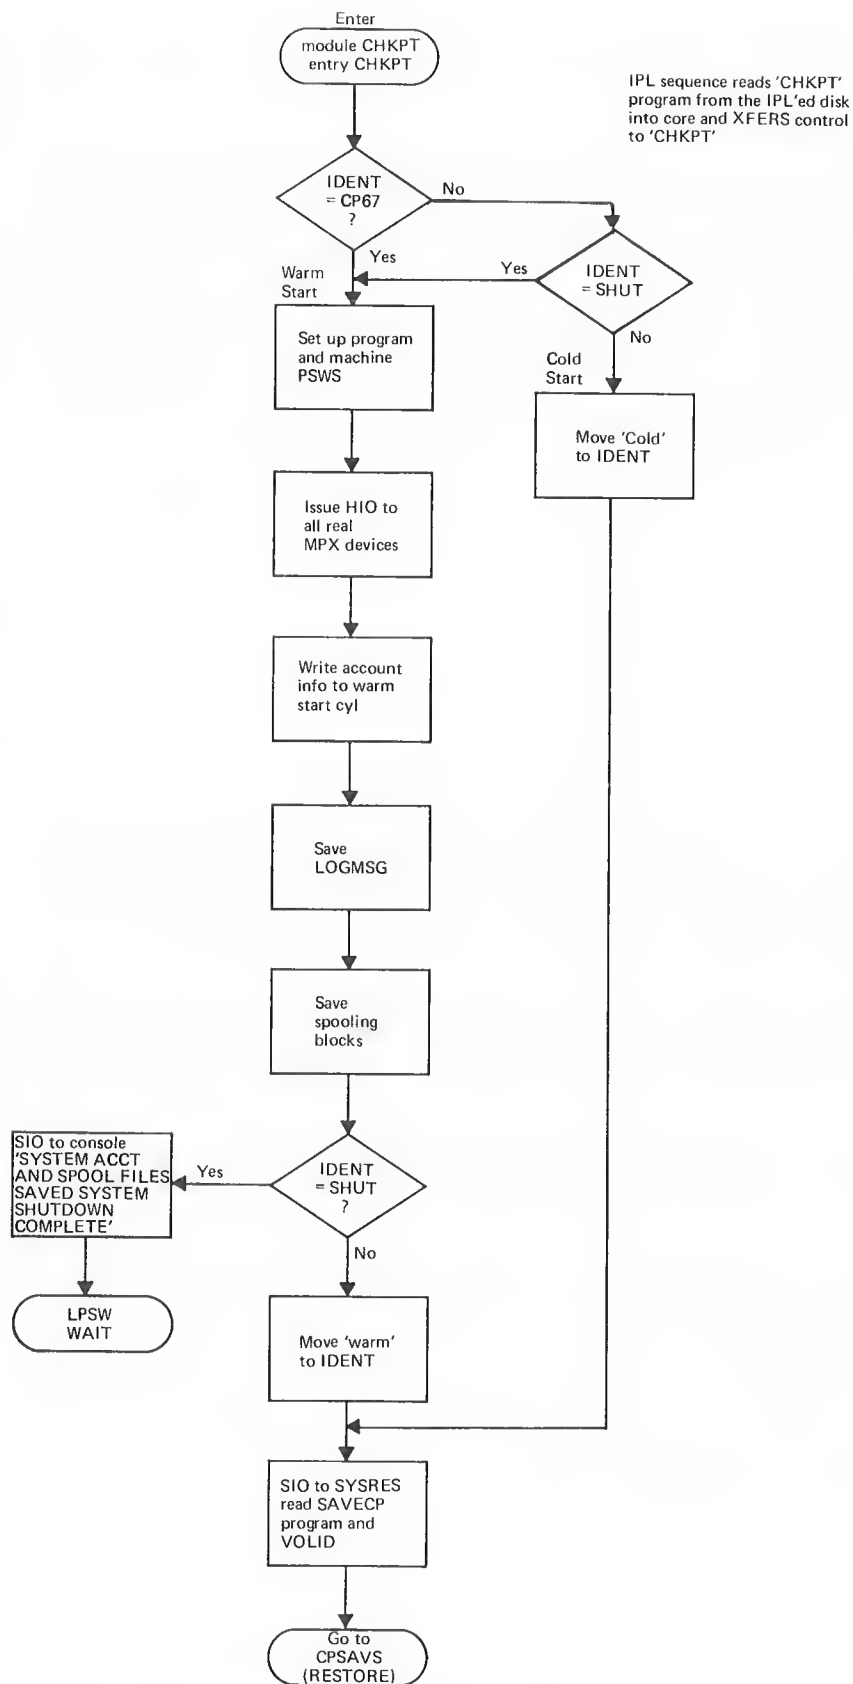 Enter
module CHKPT
entry CHKPT
IPL sequence reads 'CHKPT'
program from the IPL'ed disk
into core and XFERS control
to 'CHKPT'
IDENT
= CP67
?
No
Yes
IDENT
= SHUT
Yes
No
Warm
Start
Set up program
and machine
PSWS
Cold
Start
Move 'Cold'
to IDENT
Issue HIO to
all real
MPX devices
Write account
info to warm
start cyl
Save
LOGMSG
Save
spooling
blocks
IDENT
= SHUT
?
Yes
SIO to console
'SYSTEM ACCT
AND SPOOL FILES
SAVED SYSTEM
SHUTDOWN
COMPLETE'
No
LPSW
WAIT
Move 'warm'
to IDENT
SIO to SYSRES
read SAVECP
program and
VOLID
Go to
CPSAVS
(RESTORE)